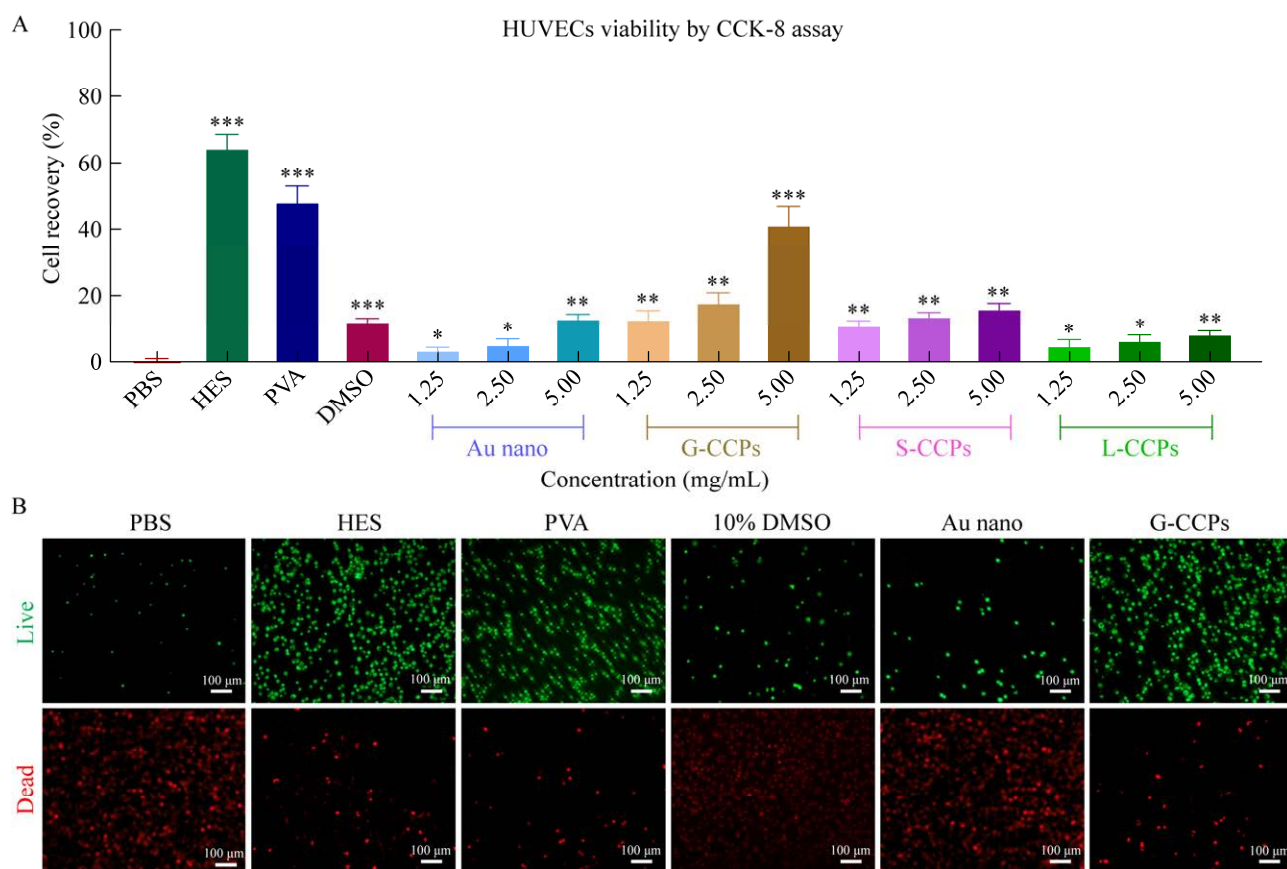 A
HUVECs viability by CCK-8 assay
Cell recovery (%)
100
80
60
40
20
0
***
***
***
*
*
**
**
**
***
**
**
**
*
*
**
PBS
HES
PVA
DMSO
1.25
2.50
5.00
1.25
2.50
5.00
1.25
2.50
5.00
1.25
2.50
5.00
Au nano
G-CCPs
S-CCPs
L-CCPs
Concentration (mg/mL)
B
PBS
HES
PVA
10% DMSO
Au nano
G-CCPs
Live
100 μm
100 μm
100 μm
100 μm
100 μm
100 μm
Dead
100 μm
100 μm
100 μm
100 μm
100 μm
100 μm